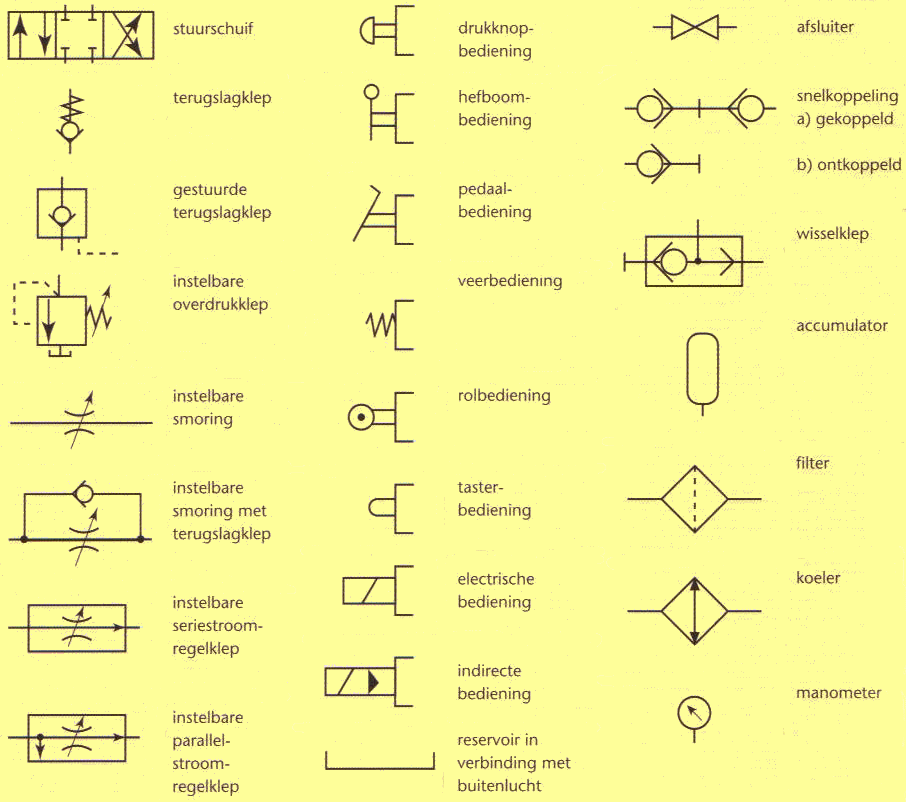 stuurschuif
terugslagklep
gestuurde
terugslagklep
instelbare
overdrukklep
instelbare
smoring
instelbare
smoring met
terugslagklep
instelbare
seriestroom-
regelklep
instelbare
parallel-
stroom-
regelklep
drukknop-
bediening
hefboom-
bediening
pedaal-
bediening
veerbediening
rolbediening
taster-
bediening
electrische
bediening
indirecte
bediening
reservoir in
verbinding met
buitenlucht
afsluiter
snelkoppeling
a) gekoppeld
b) ontkoppeld
wisselklep
accumulator
filter
koeler
manometer